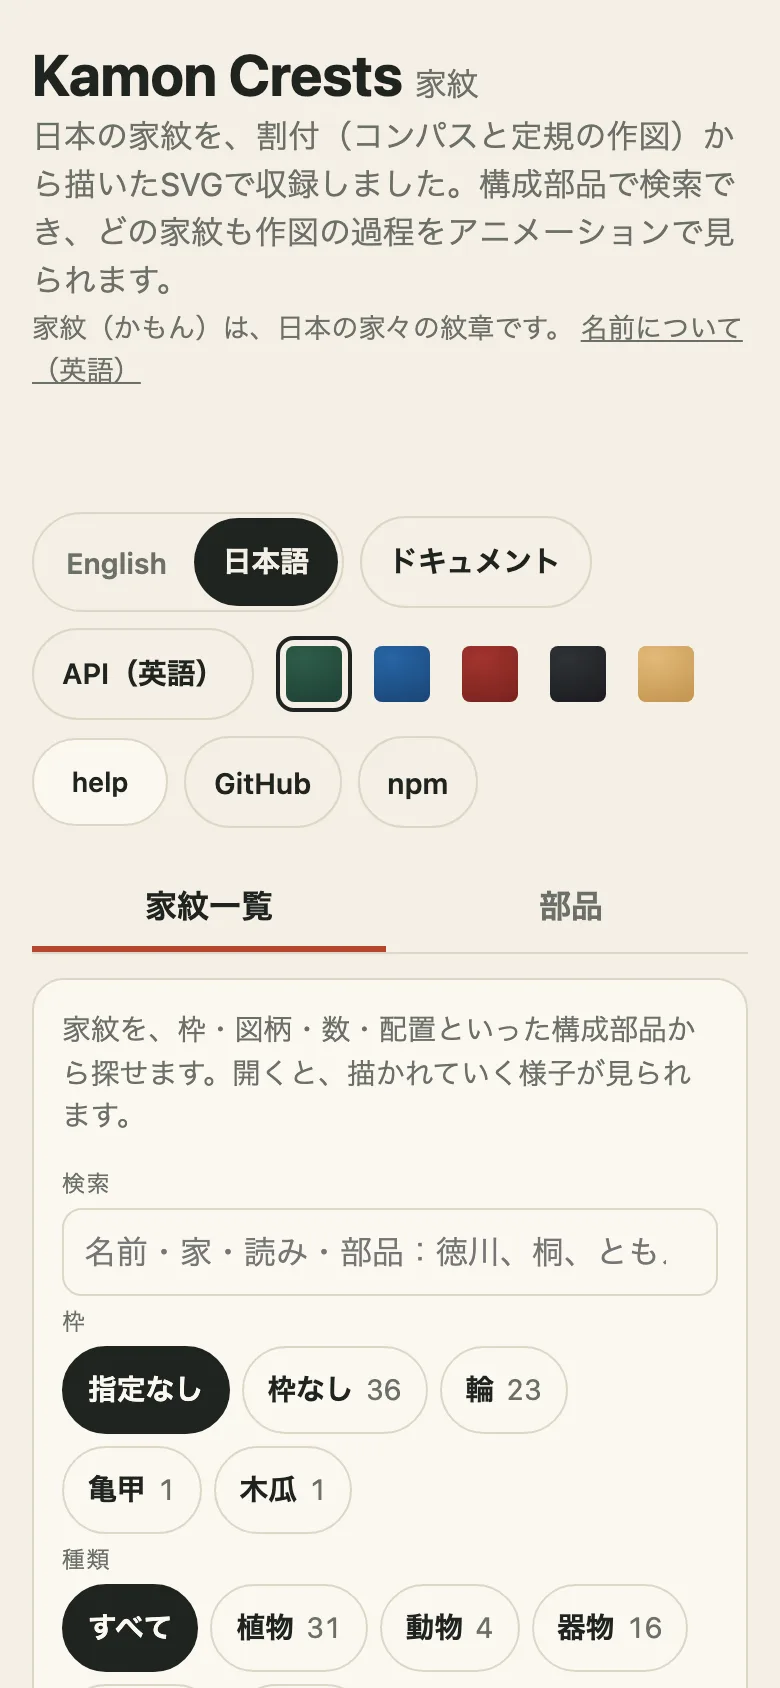 Kamon Crests 家紋
日本の家紋を、割付（コンパスと定規の作図）か
ら描いたSVGで収録しました。構成部品で検索で
き、どの家紋も作図の過程をアニメーションで見
られます。
家紋（かもん）は、日本の家々の紋章です。 名前について
（英語）
English 日本語 ドキュメント
API（英語）
help GitHub npm
家紋一覧 部品
家紋を、枠・図柄・数・配置といった構成部品か
ら探せます。開くと、描かれていく様子が見られ
ます。
検索
名前・家・読み・部品：徳川、桐、とも
枠
指定なし 枠なし 36 輪 23
亀甲 1 木瓜 1
種類
すべて 植物 31 動物 4 器物 16